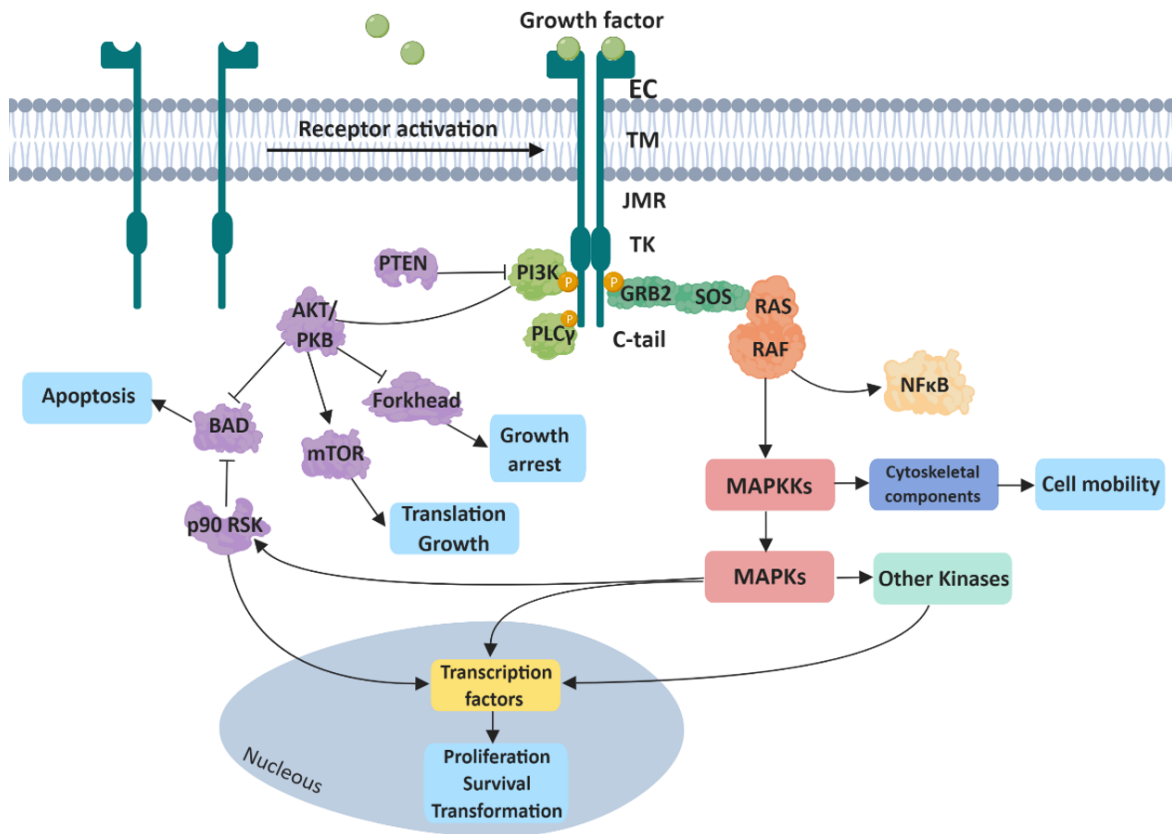 Growth factor
EC
Receptor activation
TM
JMR
TK
PTEN
PI3K
P
P
GRB2
SOS
RAS
AKT/
PKB
PLCγ
P
C-tail
RAF
NFκB
Apoptosis
BAD
Forkhead
mTOR
Growth
arrest
MAPKKs
Cytoskeletal
components
Cell mobility
p90 RSK
Translation
Growth
MAPKs
Other Kinases
Transcription
factors
Nucleous
Proliferation
Survival
Transformation